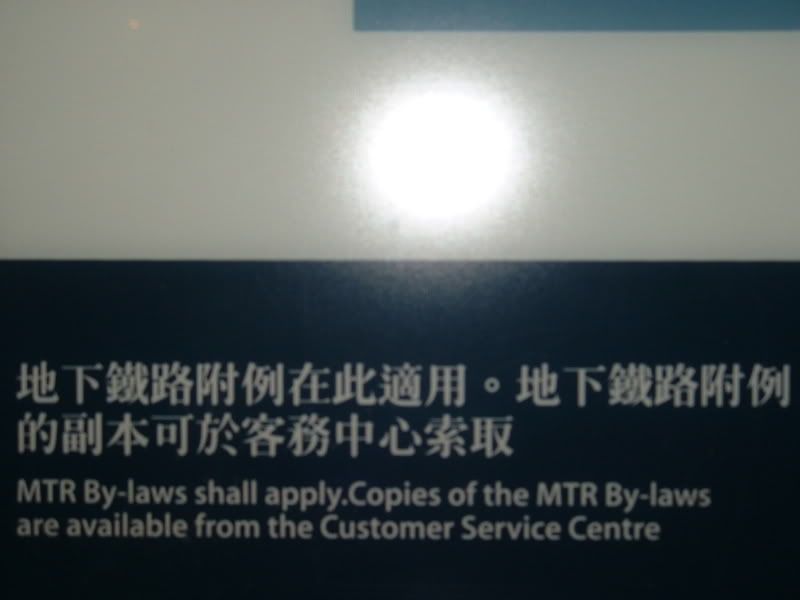 地下鐵路附例在此適用。地下鐵路附例
的副本可於客務中心索取
MTR By-laws shall apply.Copies of the MTR By-laws
are available from the Customer Service Centre